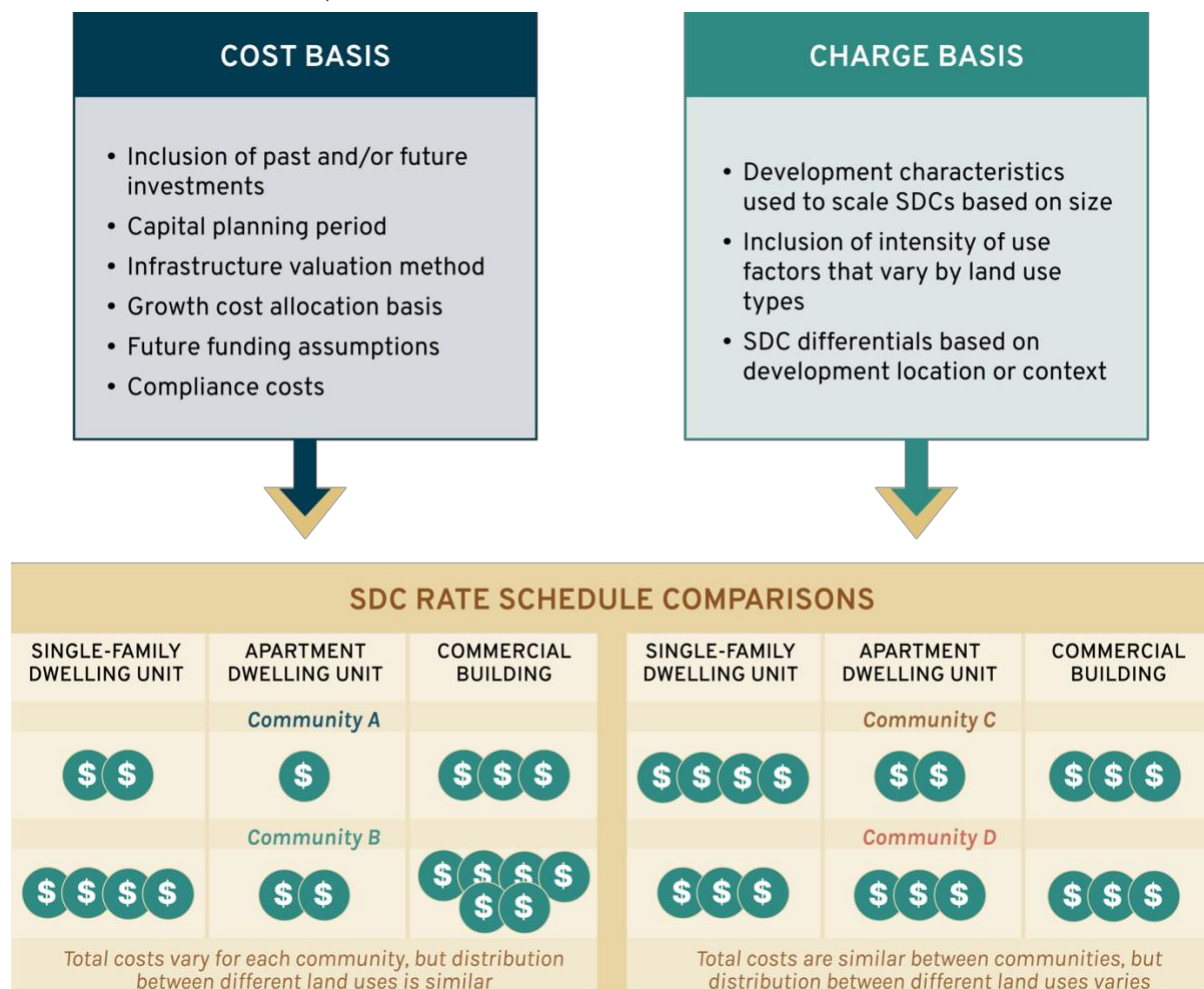 COST BASIS
• Inclusion of past and/or future
investments
• Capital planning period
• Infrastructure valuation method
• Growth cost allocation basis
• Future funding assumptions
• Compliance costs
CHARGE BASIS
• Development characteristics
used to scale SDCs based on size
• Inclusion of intensity of use
factors that vary by land use
types
• SDC differentials based on
development location or context
SDC RATE SCHEDULE COMPARISONS
SINGLE-FAMILY
DWELLING UNIT
APARTMENT
DWELLING UNIT
COMMERCIAL
BUILDING
Community A
$ $
$
$ $ $
Community B
$ $ $ $
$ $
$ $ $ $
$ $
Total costs vary for each community, but distribution
between different land uses is similar
SINGLE-FAMILY
DWELLING UNIT
APARTMENT
DWELLING UNIT
COMMERCIAL
BUILDING
Community C
$ $ $ $
$ $
$ $ $
Community D
$ $ $
$ $ $
$ $ $
Total costs are similar between communities, but
distribution between different land uses varies